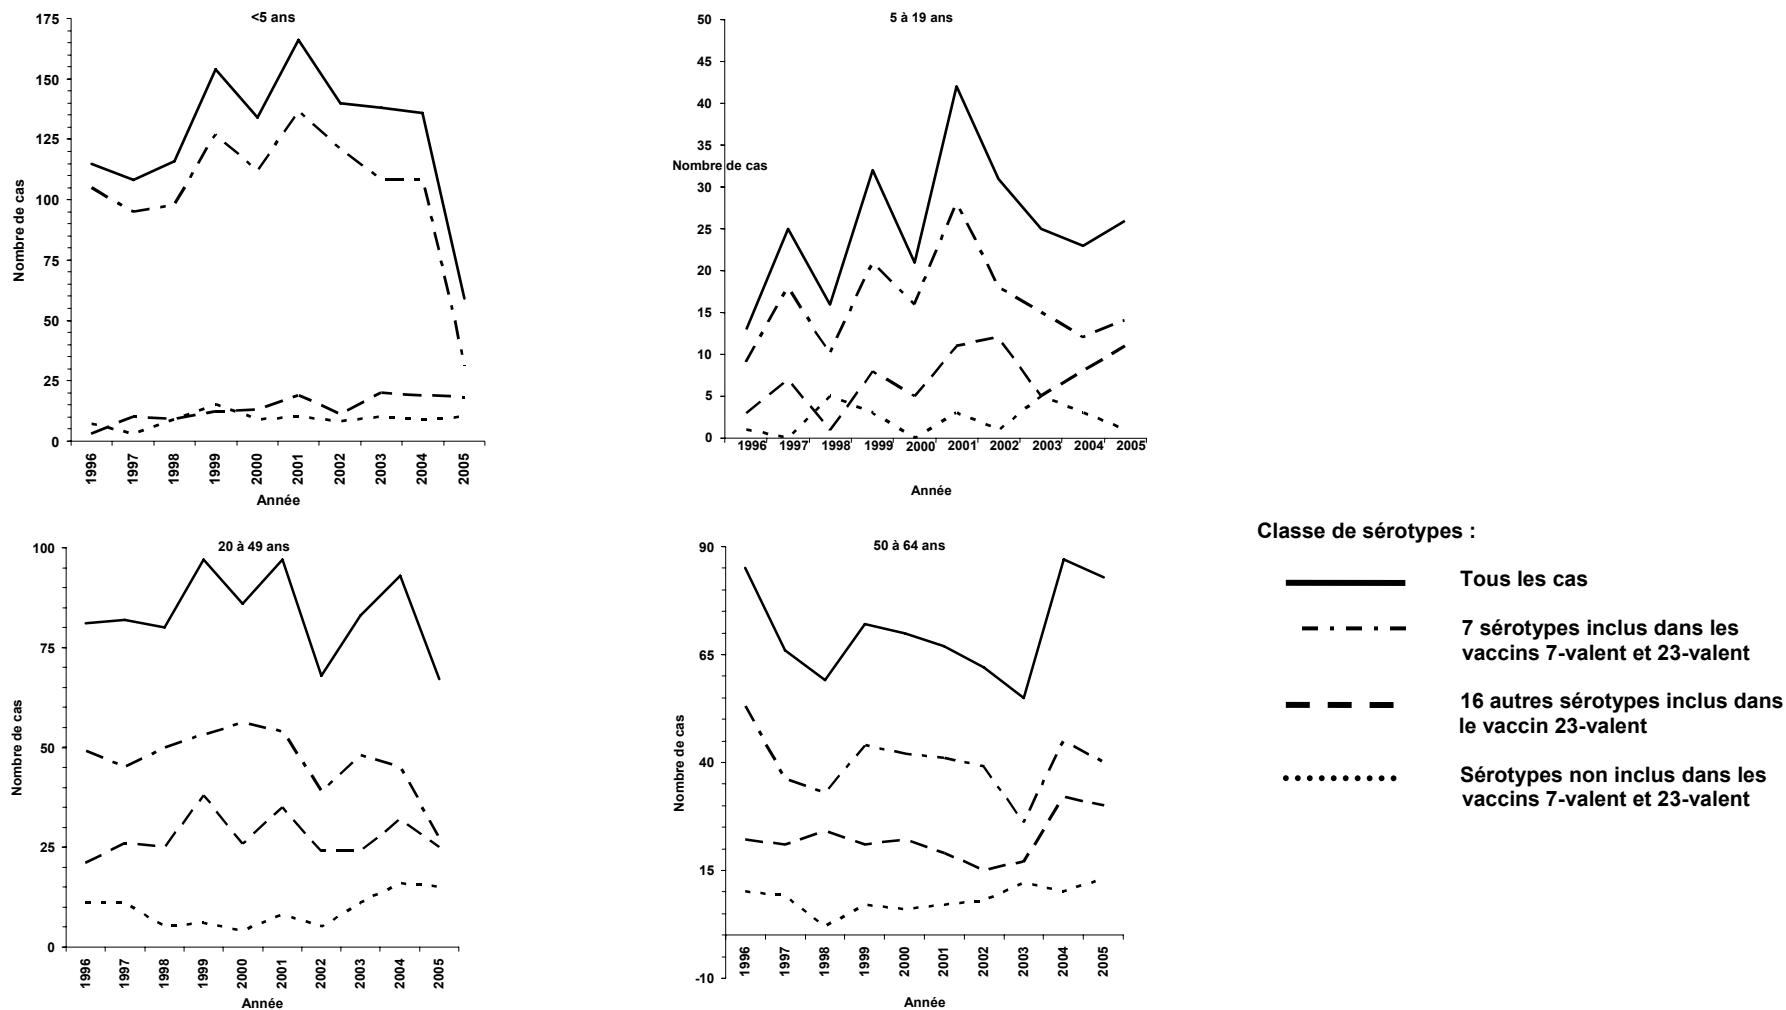 <5 ans
175
150
125
100
75
50
25
0
Nombre de cas
1996
1997
1998
1999
2000
2001
2002
2003
2004
2005
Année
5 à 19 ans
50
45
40
35
30
25
20
15
10
5
0
Nombre de cas
1996 1997 1998 1999 2000 2001 2002 2003 2004 2005
Année
20 à 49 ans
100
75
50
25
0
Nombre de cas
1996
1997
1998
1999
2000
2001
2002
2003
2004
2005
Année
50 à 64 ans
90
65
40
15
-10
Nombre de cas
1996
1997
1998
1999
2000
2001
2002
2003
2004
2005
Année
Classe de sérotypes :
Tous les cas
7 sérotypes inclus dans les
vaccins 7-valent et 23-valent
16 autres sérotypes inclus dans
le vaccin 23-valent
Sérotypes non inclus dans les
vaccins 7-valent et 23-valent